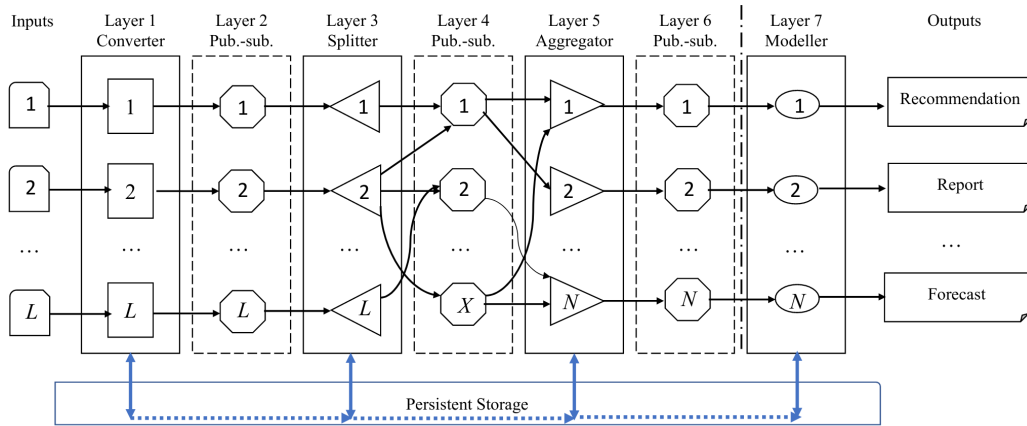 Inputs
Layer 1
Converter
Layer 2
Pub.-sub.
Layer 3
Splitter
Layer 4
Pub.-sub.
Layer 5
Aggregator
Layer 6
Pub.-sub.
Layer 7
Modeller
Outputs
1 1 1 1 1 1 1 1 Recommendation
2 2 2 2 2 2 2 2 Report
… … … … … … … … …
L L L L X N N N Forecast
Persistent Storage